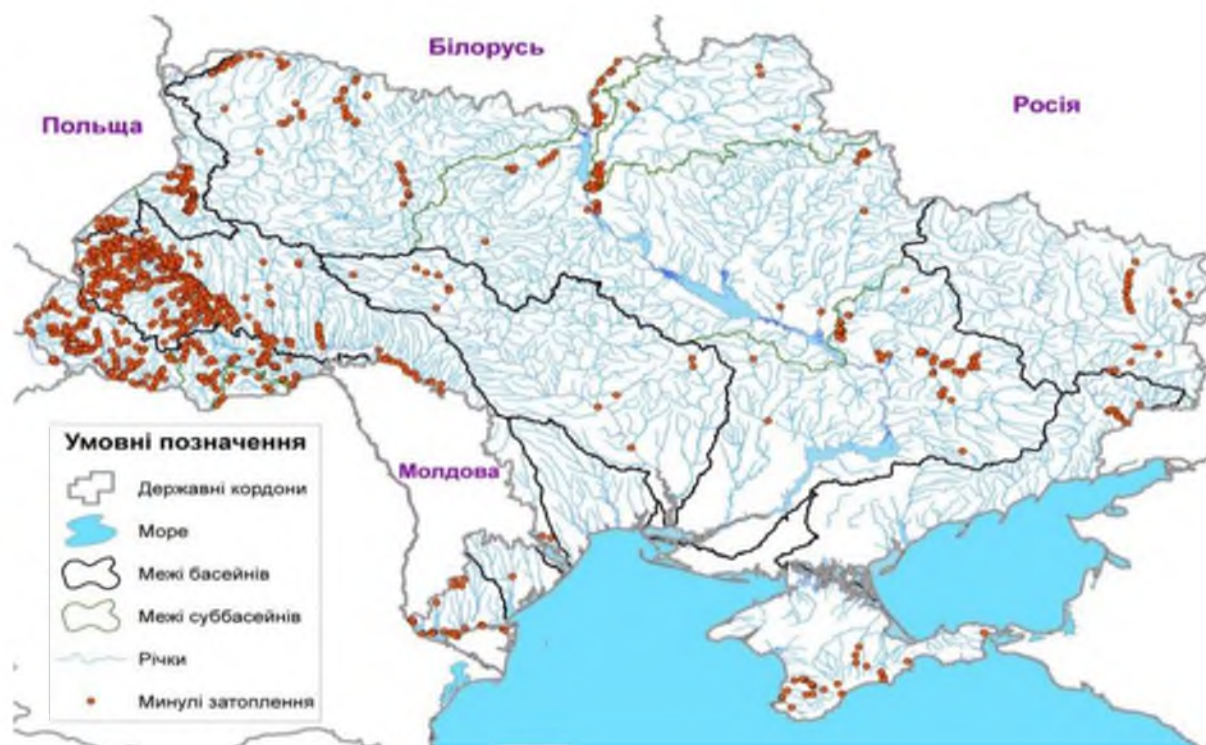 Білорусь
Польща
Росія
Молдова
Умовні позначення
Державні кордони
Море
Межі басейнів
Межі суббасейнів
Річки
Минулі затоплення